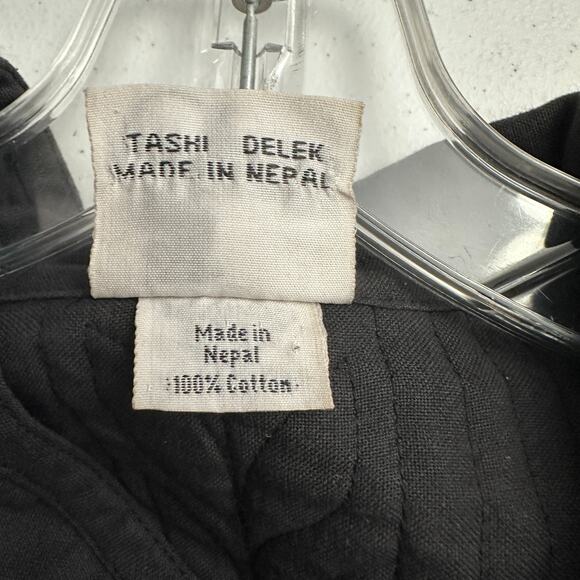 TASHI DELEK
MADE IN NEPAL
Made in
Nepal
100% Cotton